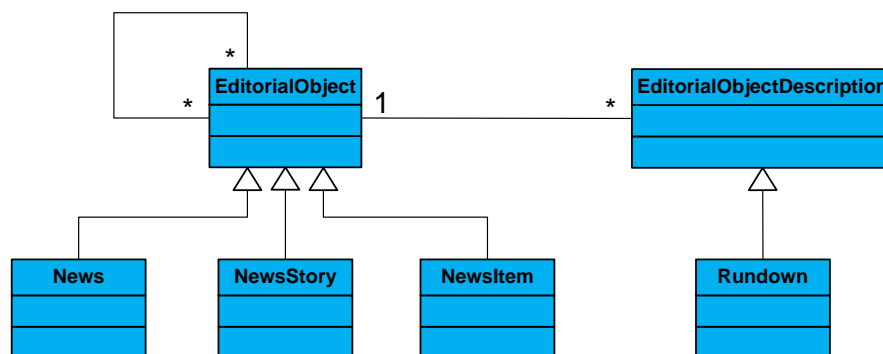 *
EditorialObject
EditorialObjectDescription
*
1
*
News
NewsStory
NewsItem
Rundown